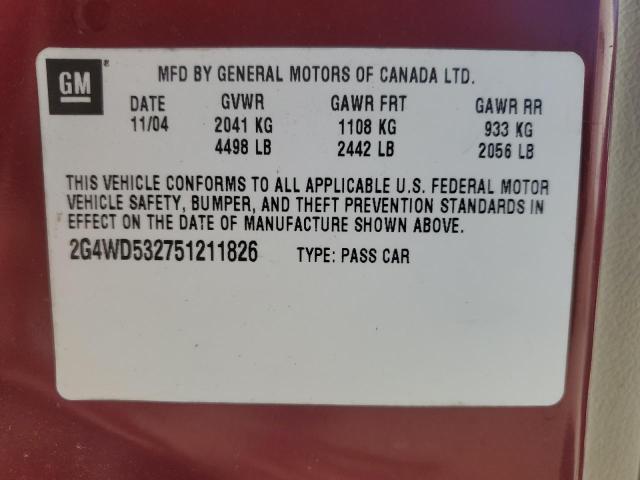 GM ®
MFD BY GENERAL MOTORS OF CANADA LTD.
DATE GVWR GAWR FRT GAWR RR
11/04 2041 KG 1108 KG 933 KG
4498 LB 2442 LB 2056 LB
THIS VEHICLE CONFORMS TO ALL APPLICABLE U.S. FEDERAL MOTOR
VEHICLE SAFETY, BUMPER, AND THEFT PREVENTION STANDARDS IN
EFFECT ON THE DATE OF MANUFACTURE SHOWN ABOVE.
2G4WD532751211826 TYPE: PASS CAR